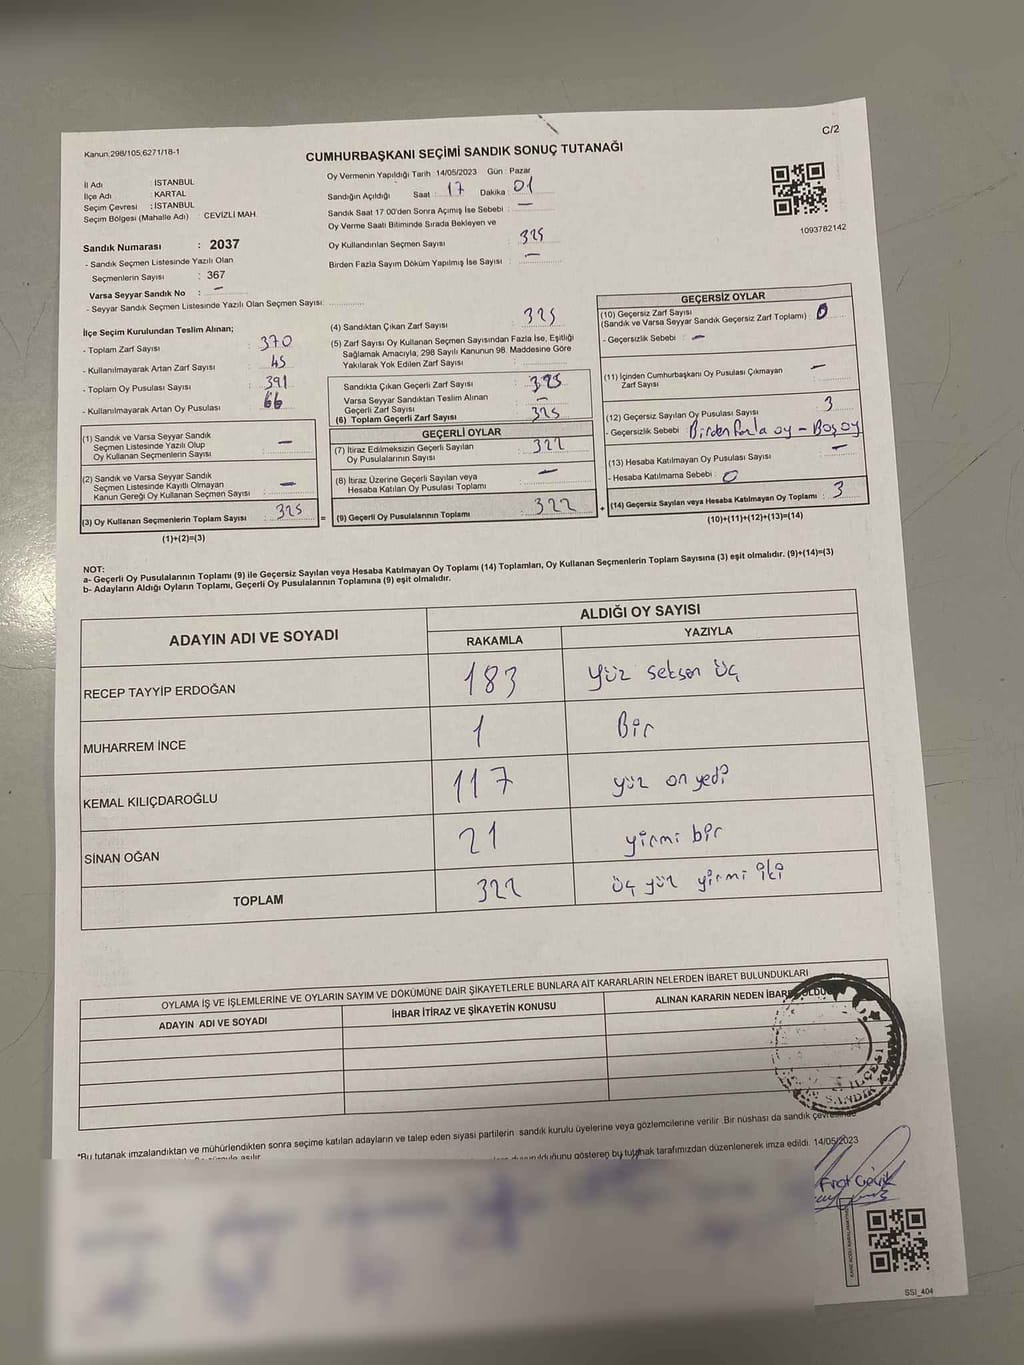 C/2
Kanun:298/105;6271/18-1
CUMHURBAŞKANI SEÇİMİ SANDIK SONUÇ TUTANAĞI
İl Adı : İSTANBUL
İlçe Adı : KARTAL
Seçim Çevresi : İSTANBUL
Seçim Bölgesi (Mahalle Adı) : CEVİZLİ MAH.
Sandık Numarası : 2037
- Sandık Seçmen Listesinde Yazılı Olan
Seçmenlerin Sayısı : 367
Varsa Seyyar Sandık No : —
- Seyyar Sandık Seçmen Listesinde Yazılı Olan Seçmen Sayısı:
Oy Vermenin Yapıldığı Tarih : 14/05/2023 Gün : Pazar
Sandığın Açıldığı Saat : 17 Dakika : 01
Sandık Saat 17:00'den Sonra Açımış İse Sebebi : —
Oy Verme Saati Bitiminde Sırada Bekleyen ve
Oy Kullandırılan Seçmen Sayısı : 325
Birden Fazla Sayım Döküm Yapılmış İse Sayısı : —
1093782142
İlçe Seçim Kurulundan Teslim Alınan;
- Toplam Zarf Sayısı : 370
- Kullanılmayarak Artan Zarf Sayısı : 45
- Toplam Oy Pusulası Sayısı : 391
- Kullanılmayarak Artan Oy Pusulası : 66
(1) Sandık ve Varsa Seyyar Sandık
Seçmen Listesinde Yazılı Olup
Oy Kullanan Seçmenlerin Sayısı : —
(2) Sandık ve Varsa Seyyar Sandık
Seçmen Listesinde Kayıtlı Olmayan
Kanun Gereği Oy Kullanan Seçmen Sayısı : —
(3) Oy Kullanan Seçmenlerin Toplam Sayısı : 325 =
(1)+(2)=(3)
(4) Sandıktan Çıkan Zarf Sayısı : 325
(5) Zarf Sayısı Oy Kullanan Seçmen Sayısından Fazla İse, Eşitliği
Sağlamak Amacıyla, 298 Sayılı Kanunun 98. Maddesine Göre
Yakılarak Yok Edilen Zarf Sayısı :
Sandıkta Çıkan Geçerli Zarf Sayısı : 325
Varsa Seyyar Sandıktan Teslim Alınan
Geçerli Zarf Sayısı : —
(6) Toplam Geçerli Zarf Sayısı : 325
GEÇERLİ OYLAR
(7) İtiraz Edilmeksizin Geçerli Sayılan
Oy Pusulalarının Sayısı : 322
(8) İtiraz Üzerine Geçerli Sayılan veya
Hesaba Katılan Oy Pusulası Toplamı : —
(9) Geçerli Oy Pusulalarının Toplamı : 322 +
GEÇERSİZ OYLAR
(10) Geçersiz Zarf Sayısı
(Sandık ve Varsa Seyyar Sandık Geçersiz Zarf Toplamı) : 0
- Geçersizlik Sebebi : —
(11) İçinden Cumhurbaşkanı Oy Pusulası Çıkmayan
Zarf Sayısı : —
(12) Geçersiz Sayılan Oy Pusulası Sayısı : 3
- Geçersizlik Sebebi : Birden fazla oy - Boş oy
(13) Hesaba Katılmayan Oy Pusulası Sayısı : —
- Hesaba Katılmama Sebebi : 0
(14) Geçersiz Sayılan veya Hesaba Katılmayan Oy Toplamı : 3
(10)+(11)+(12)+(13)=(14)
NOT:
a- Geçerli Oy Pusulalarının Toplamı (9) ile Geçersiz Sayılan veya Hesaba Katılmayan Oy Toplamı (14) Toplamları, Oy Kullanan Seçmenlerin Toplam Sayısına (3) eşit olmalıdır. (9)+(14)=(3)
b- Adayların Aldığı Oyların Toplamı, Geçerli Oy Pusulalarının Toplamına (9) eşit olmalıdır.
ADAYIN ADI VE SOYADI
ALDIĞI OY SAYISI
RAKAMLA YAZIYLA
RECEP TAYYİP ERDOĞAN 183 yüz seksen üç
MUHARREM İNCE 1 Bir
KEMAL KILIÇDAROĞLU 117 yüz on yedi
SİNAN OĞAN 21 yirmi bir
TOPLAM 322 üç yüz yirmi iki
OYLAMA İŞ VE İŞLEMLERİNE VE OYLARIN SAYIM VE DÖKÜMÜNE DAİR ŞİKAYETLERLE BUNLARA AİT KARARLARIN NELERDEN İBARET BULUNDUKLARI
ADAYIN ADI VE SOYADI İHBAR İTİRAZ VE ŞİKAYETİN KONUSU ALINAN KARARIN NEDEN İBARET OLDUĞU
İLÇESİ
SANDIK
*Bu tutanak imzalandıktan ve mühürlendikten sonra seçime katılan adayların ve talep eden siyasi partilerin sandık kurulu üyelerine veya gözlemcilerine verilir. Bir nüshası da sandık çevresinde
gösteren bu tutanak tarafımızdan düzenlenerek imza edildi. 14/05/2023
SSI_404